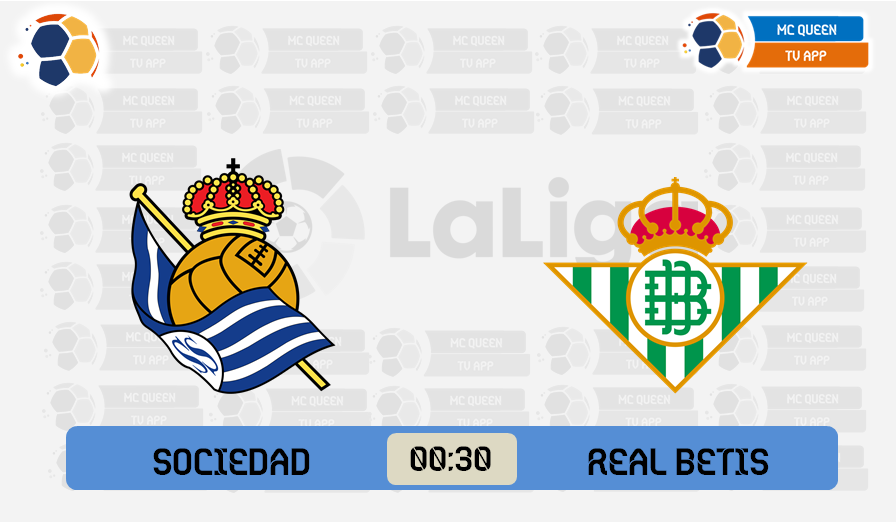 MC QUEEN
TV APP
LaLiga
SOCIEDAD
00:30
REAL BETIS